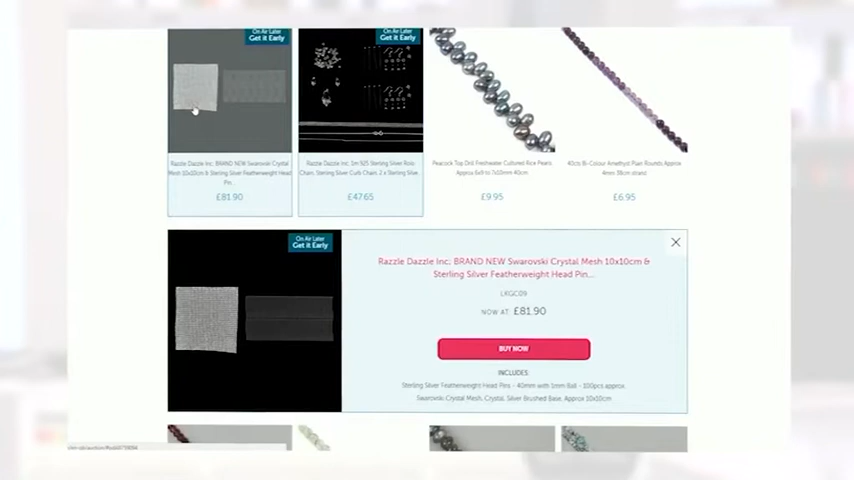 On Air Later
Get it Early
On Air Later
Get it Early
Razzle Dazzle Inc; BRAND NEW Swarovski Crystal
Mesh 10x10cm & Sterling Silver Featherweight Head
Pin...
£81.90
Razzle Dazzle Inc. 1m 925 Sterling Silver Rolo
Chain, Sterling Silver Curb Chain, 2 x Sterling Silve...
£47.65
Peacock Top Drill Freshwater Cultured Rice Pearls
Approx 6x9 to 7x10mm 40cm
£9.95
40cts Bi-Colour Amethyst Plain Rounds Approx
4mm 38cm strand
£6.95
On Air Later
Get it Early
Razzle Dazzle Inc; BRAND NEW Swarovski Crystal Mesh 10x10cm &
Sterling Silver Featherweight Head Pin...
LKGC09
NOW AT £81.90
BUY NOW
INCLUDES:
Sterling Silver Featherweight Head Pins - 40mm with 1mm Ball - 100pcs approx.
Swarovski Crystal Mesh, Crystal, Silver Brushed Base, Approx 10x10cm